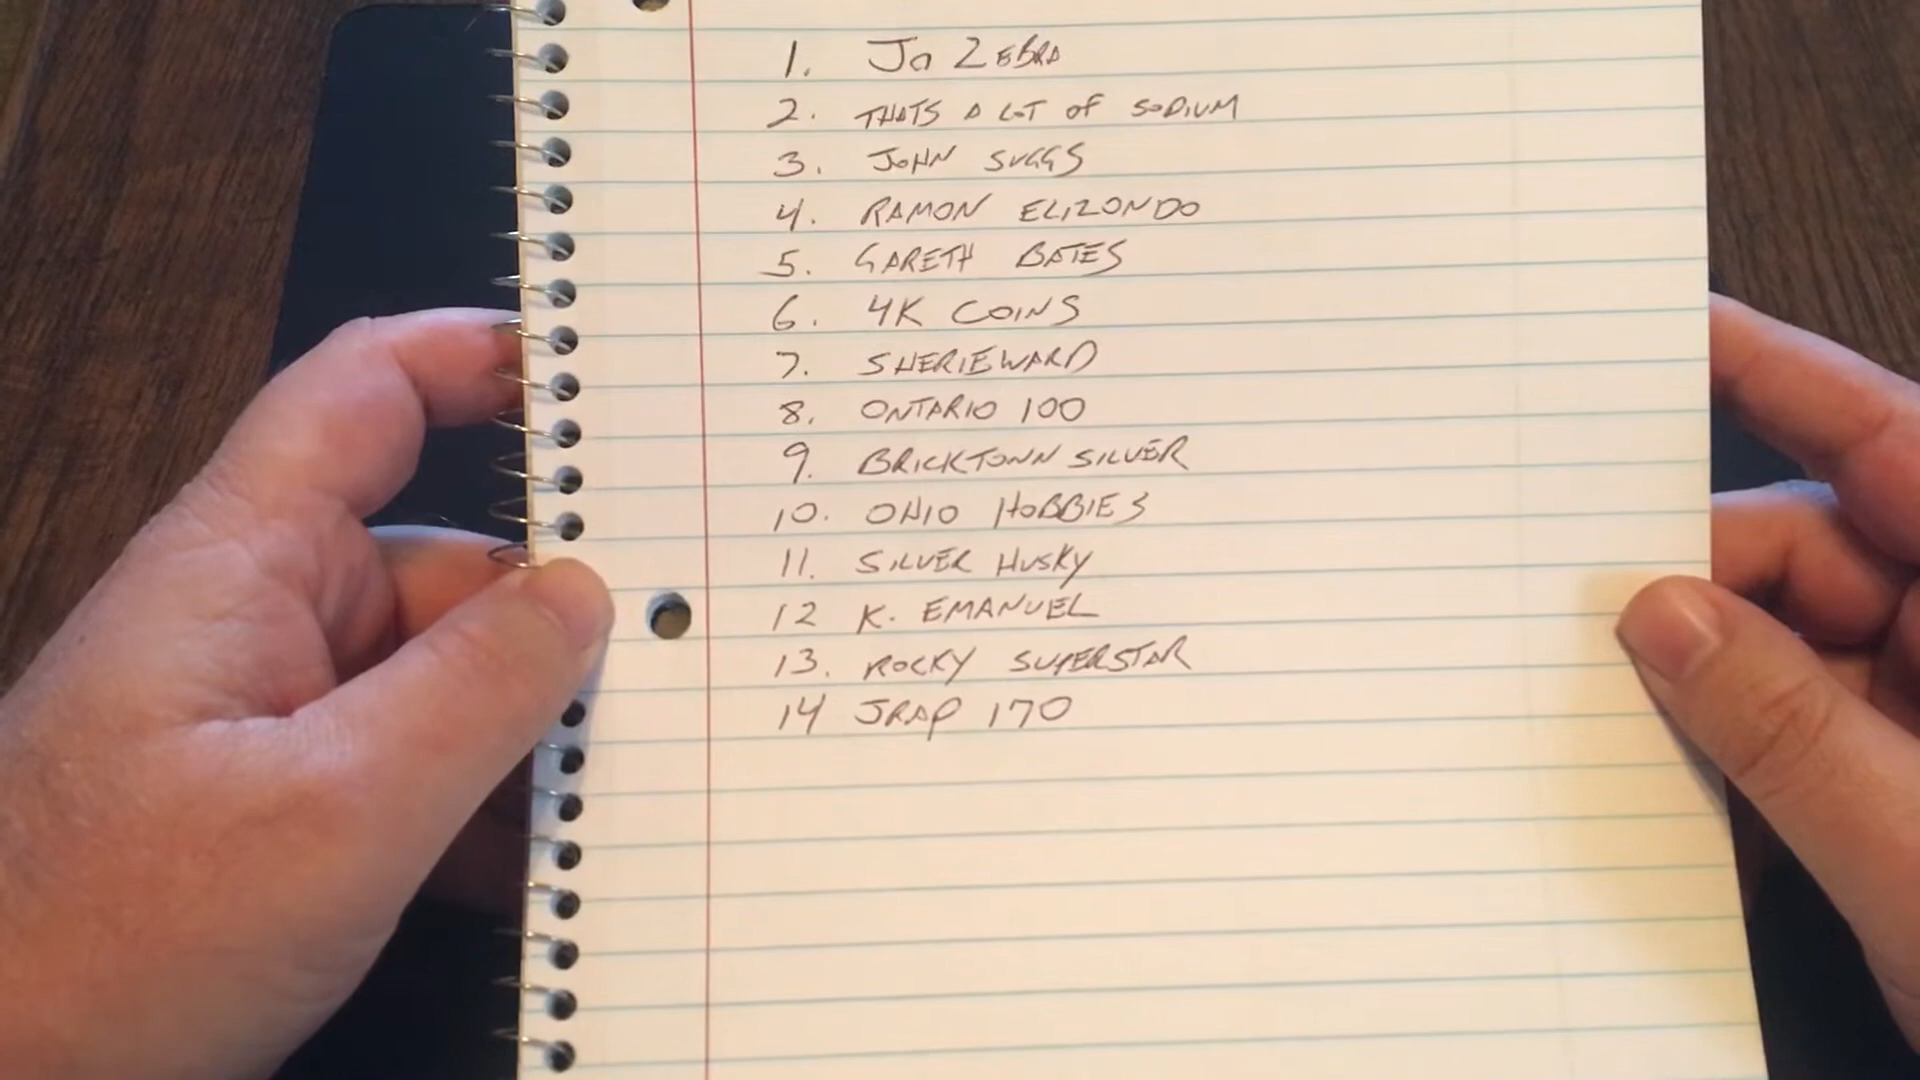 1. Jn ZEBRA
2. THATS A LOT OF SODIUM
3. JOHN SUGGS
4. RAMON ELIZONDO
5. GARETH BATES
6. 4K COINS
7. SHERIEWARD
8. ONTARIO 100
9. BRICKTOWN SILVER
10. OHIO HOBBIES
11. SILVER HUSKY
12 K. EMANUEL
13. ROCKY SUPERSTAR
14 JRAP 170